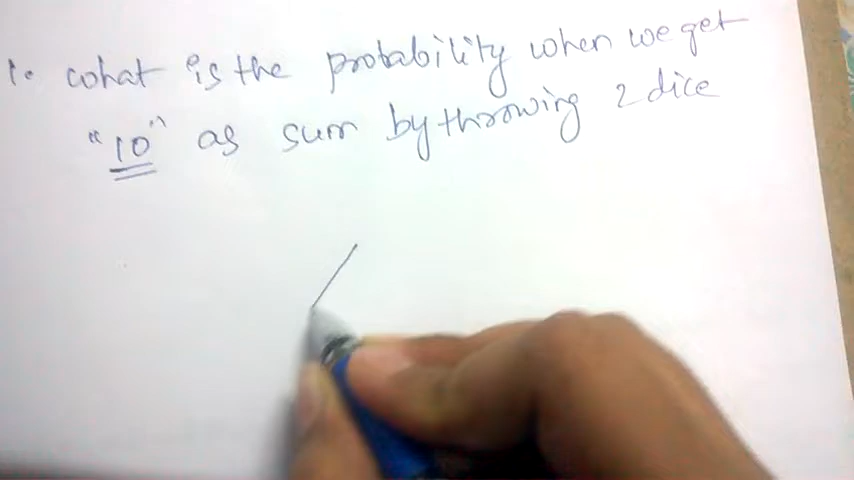 1. what is the probability when we get
"10" as sum by throwing 2 dice